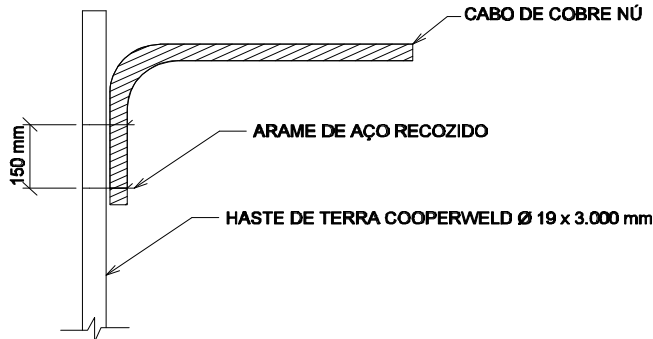 CABO DE COBRE NÚ
150 mm
ARAME DE AÇO RECOZIDO
HASTE DE TERRA COOPERWELD Ø 19 x 3.000 mm